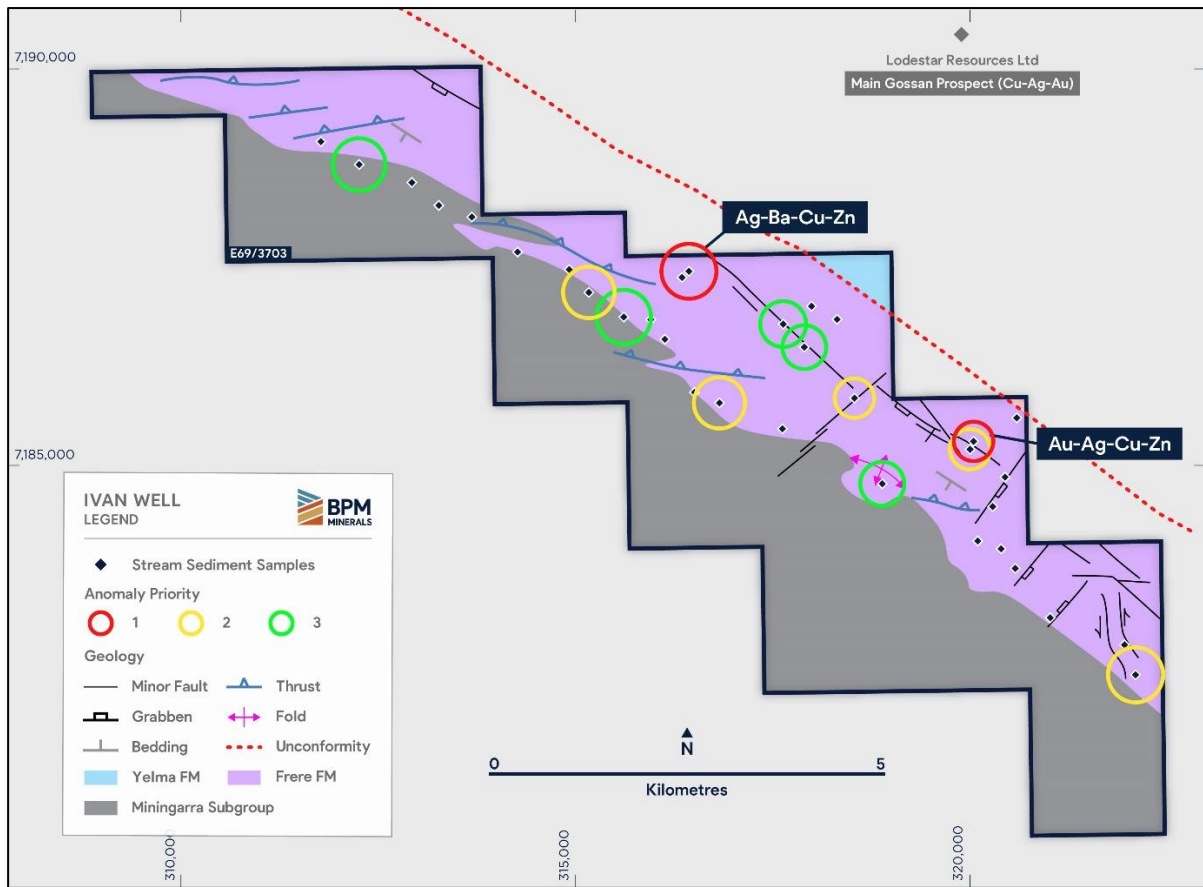 7,190,000
Lodestar Resources Ltd
Main Gossan Prospect (Cu-Ag-Au)
Ag-Ba-Cu-Zn
E69/3703
Au-Ag-Cu-Zn
7,185,000
IVAN WELL
LEGEND
BPM
MINERALS
Stream Sediment Samples
Anomaly Priority
1 2 3
Geology
Minor Fault Thrust
Grabben Fold
Bedding Unconformity
Yelma FM Frere FM
Miningarra Subgroup
N
0 5
Kilometres
310,000
315,000
320,000